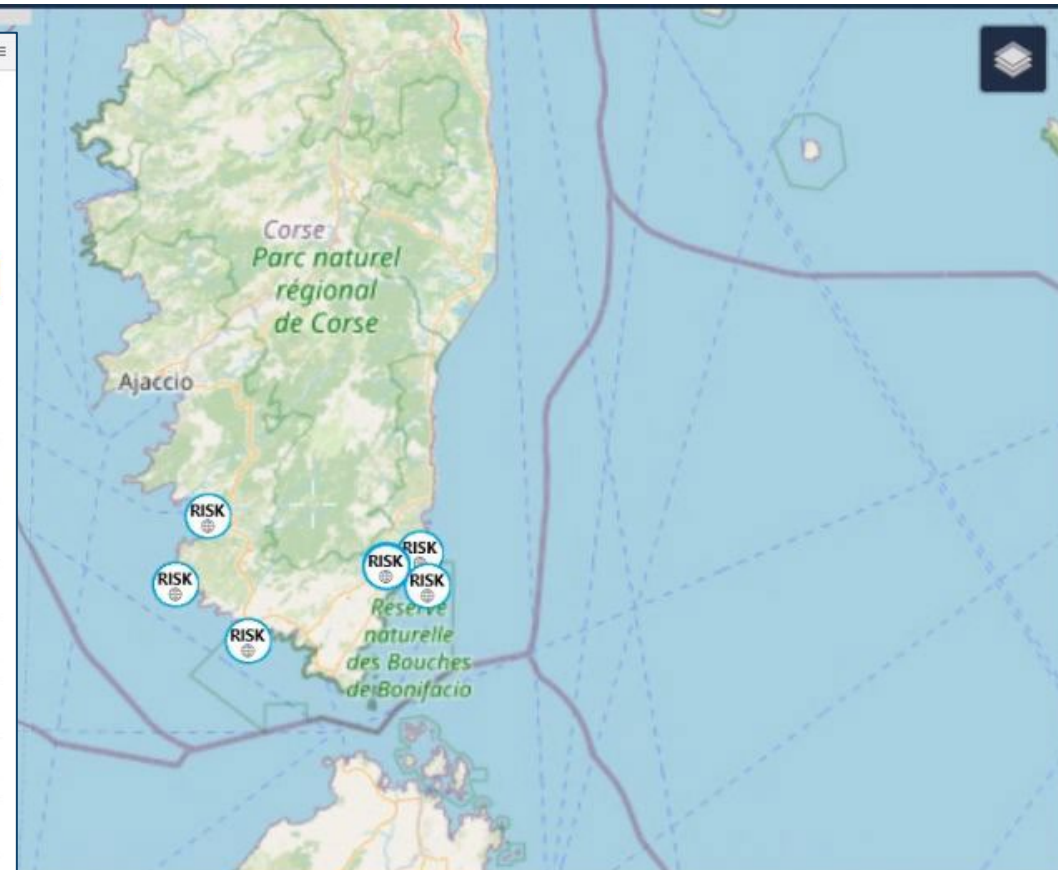 Corse
Parc naturel
régional
de Corse
Ajaccio
RISK
RISK
RISK
RISK
RISK
RISK
Réserve
naturelle
des Bouches
de Bonifacio